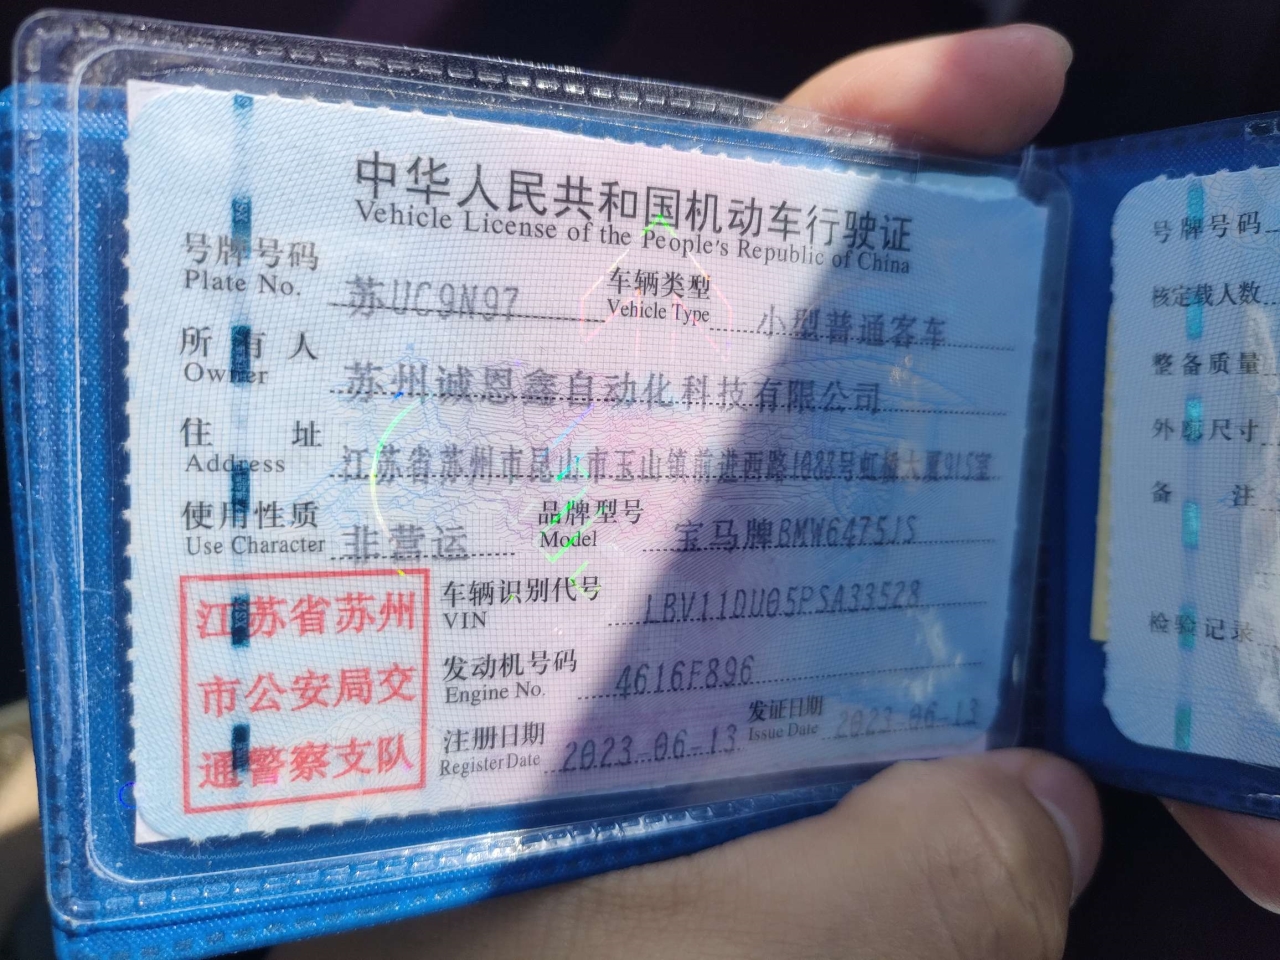 中华人民共和国机动车行驶证
Vehicle License of the People's Republic of China
号牌号码 苏UC9N97 车辆类型 小型普通客车
Plate No. Vehicle Type
所有人 苏州诚恩鑫自动化科技有限公司
Owner
住址 江苏省苏州市昆山市玉山镇前进西路1088号虹桥大厦915室
Address
使用性质 非营运 品牌型号 宝马牌BMW6475JS
Use Character Model
车辆识别代号 LBV11DU05PSA33528
VIN
发动机号码 4616F896
Engine No.
注册日期 2023-06-13 发证日期 2023-06-13
Register Date Issue Date
江苏省苏州
市公安局交
通警察支队
号牌号码
核定载人数
整备质量
外廓尺寸
备注
检验记录